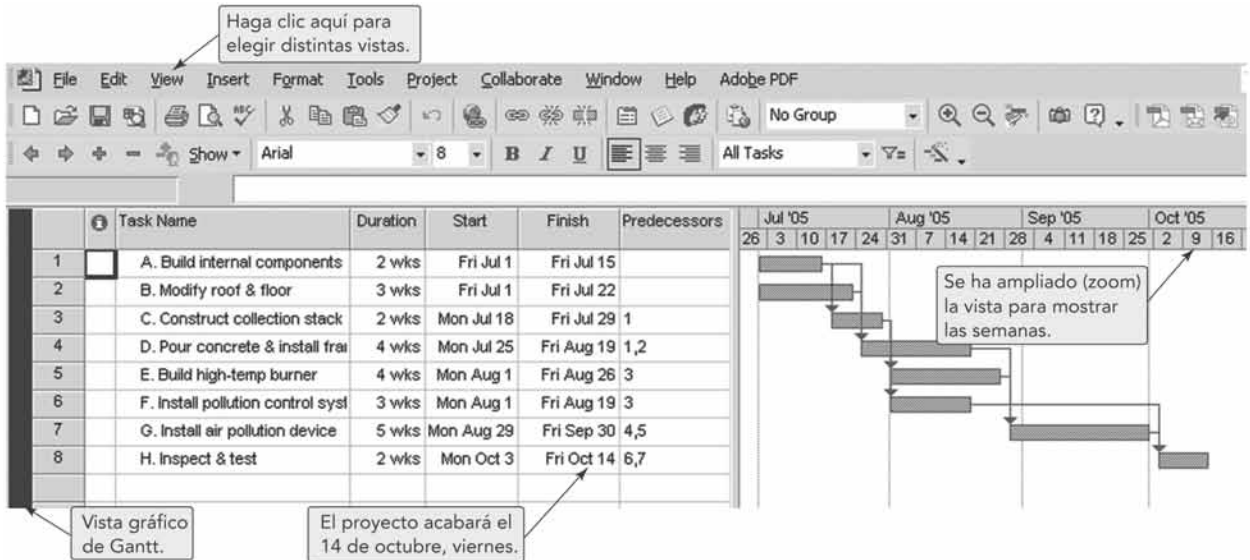 Haga clic aquí para
elegir distintas vistas.
File Edit View Insert Format Tools Project Collaborate Window Help Adobe PDF
No Group
Show Arial 8 B I U All Tasks
Task Name Duration Start Finish Predecessors Jul '05 Aug '05 Sep '05 Oct '05
26 3 10 17 24 31 7 14 21 28 4 11 18 25 2 9 16
1 A. Build internal components 2 wks Fri Jul 1 Fri Jul 15
2 B. Modify roof & floor 3 wks Fri Jul 1 Fri Jul 22
3 C. Construct collection stack 2 wks Mon Jul 18 Fri Jul 29 1
4 D. Pour concrete & install frai 4 wks Mon Jul 25 Fri Aug 19 1,2
5 E. Build high-temp burner 4 wks Mon Aug 1 Fri Aug 26 3
6 F. Install pollution control syst 3 wks Mon Aug 1 Fri Aug 19 3
7 G. Install air pollution device 5 wks Mon Aug 29 Fri Sep 30 4,5
8 H. Inspect & test 2 wks Mon Oct 3 Fri Oct 14 6,7
Se ha ampliado (zoom)
la vista para mostrar
las semanas.
Vista gráfico
de Gantt.
El proyecto acabará el
14 de octubre, viernes.